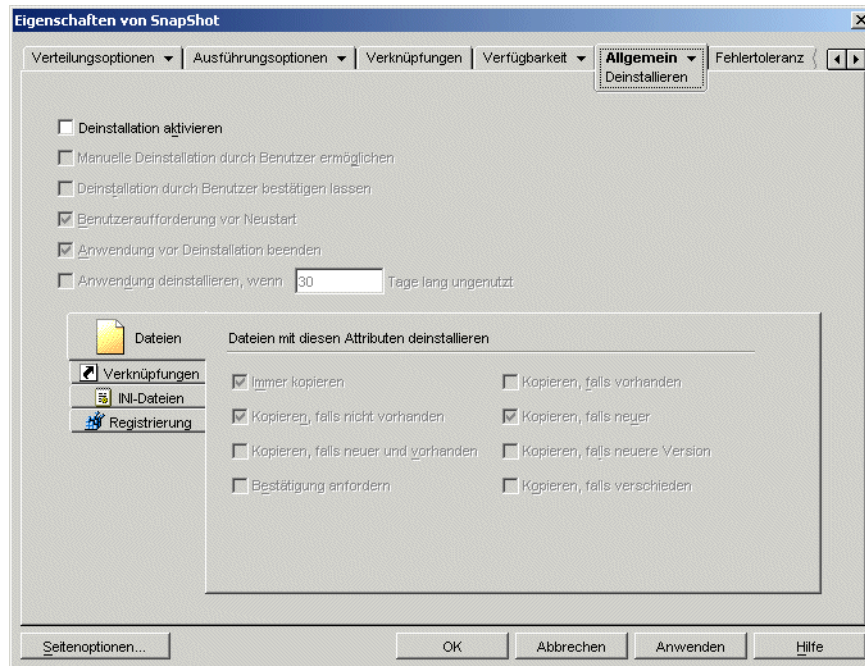 Eigenschaften von SnapShot
Verteilungsoptionen
Ausführungsoptionen
Verknüpfungen
Verfügbarkeit
Allgemein
Fehlertoleranz
Deinstallieren
Deinstallation aktivieren
Manuelle Deinstallation durch Benutzer ermöglichen
Deinstallation durch Benutzer bestätigen lassen
Benutzeraufforderung vor Neustart
Anwendung vor Deinstallation beenden
Anwendung deinstallieren, wenn 30 Tage lang ungenutzt
Dateien
Verknüpfungen
INI-Dateien
Registrierung
Dateien mit diesen Attributen deinstallieren
Immer kopieren
Kopieren, falls vorhanden
Kopieren, falls nicht vorhanden
Kopieren, falls neuer
Kopieren, falls neuer und vorhanden
Kopieren, falls neuere Version
Bestätigung anfordern
Kopieren, falls verschieden
Seitenoptionen...
OK
Abbrechen
Anwenden
Hilfe